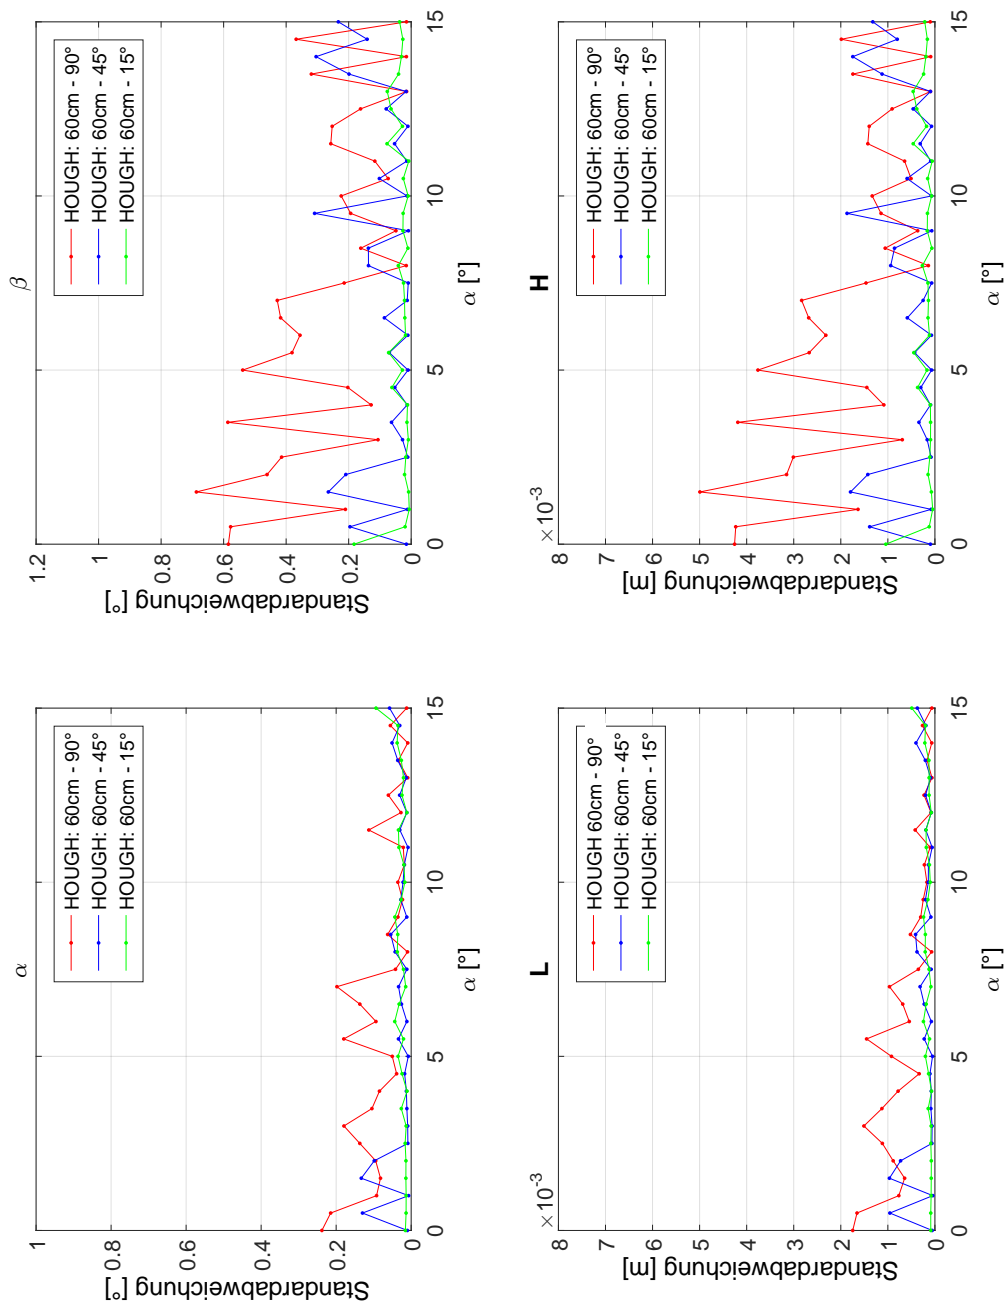 α
1
0.8
0.6
0.4
0.2
0
Standardabweichung [°]
HOUGH: 60cm - 90°
HOUGH: 60cm - 45°
HOUGH: 60cm - 15°
0 5 10 15
α [°]
β
1.2
1
0.8
0.6
0.4
0.2
0
Standardabweichung [°]
HOUGH: 60cm - 90°
HOUGH: 60cm - 45°
HOUGH: 60cm - 15°
0 5 10 15
α [°]
×10⁻³
L
8
7
6
5
4
3
2
1
0
Standardabweichung [m]
HOUGH 60cm - 90°
HOUGH: 60cm - 45°
HOUGH: 60cm - 15°
0 5 10 15
α [°]
×10⁻³
H
8
7
6
5
4
3
2
1
0
Standardabweichung [m]
HOUGH: 60cm - 90°
HOUGH: 60cm - 45°
HOUGH: 60cm - 15°
0 5 10 15
α [°]